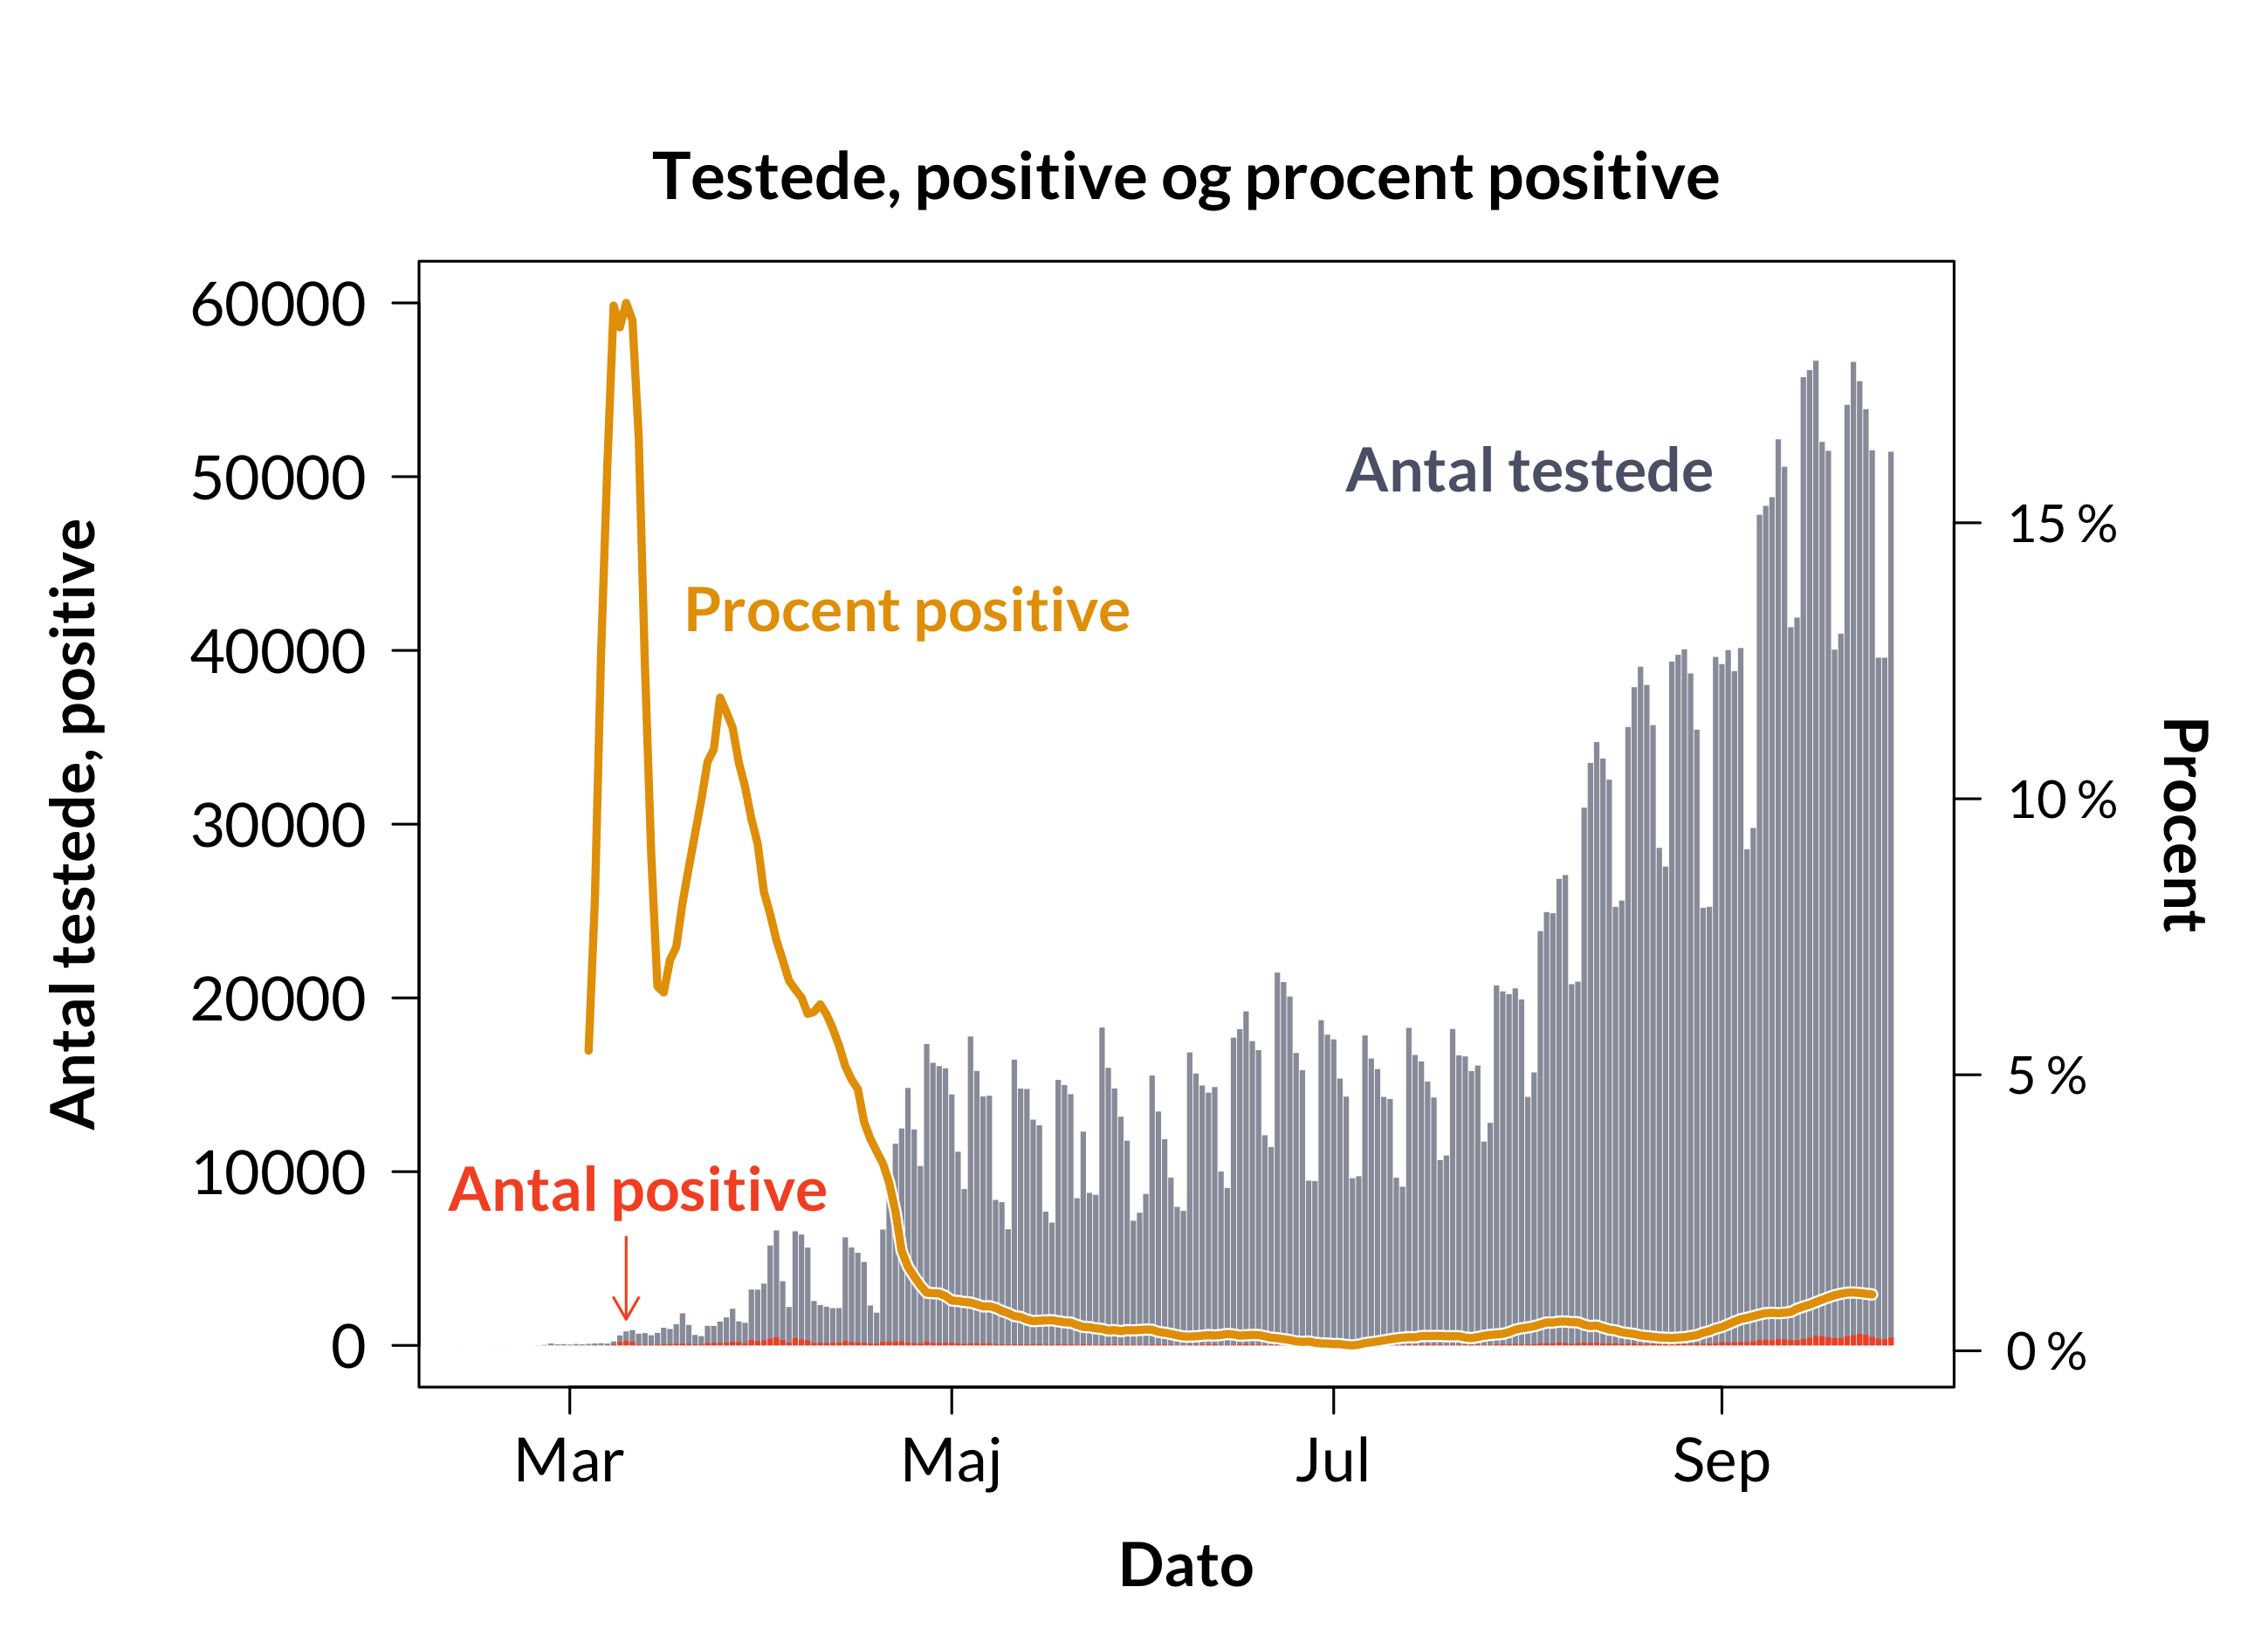 Testede, positive og procent positive
Antal testede, positive
60000
50000
40000
30000
20000
10000
0
Antal testede
Procent positive
Antal positive
15 %
10 %
5 %
0 %
Procent
Mar
Maj
Jul
Sep
Dato